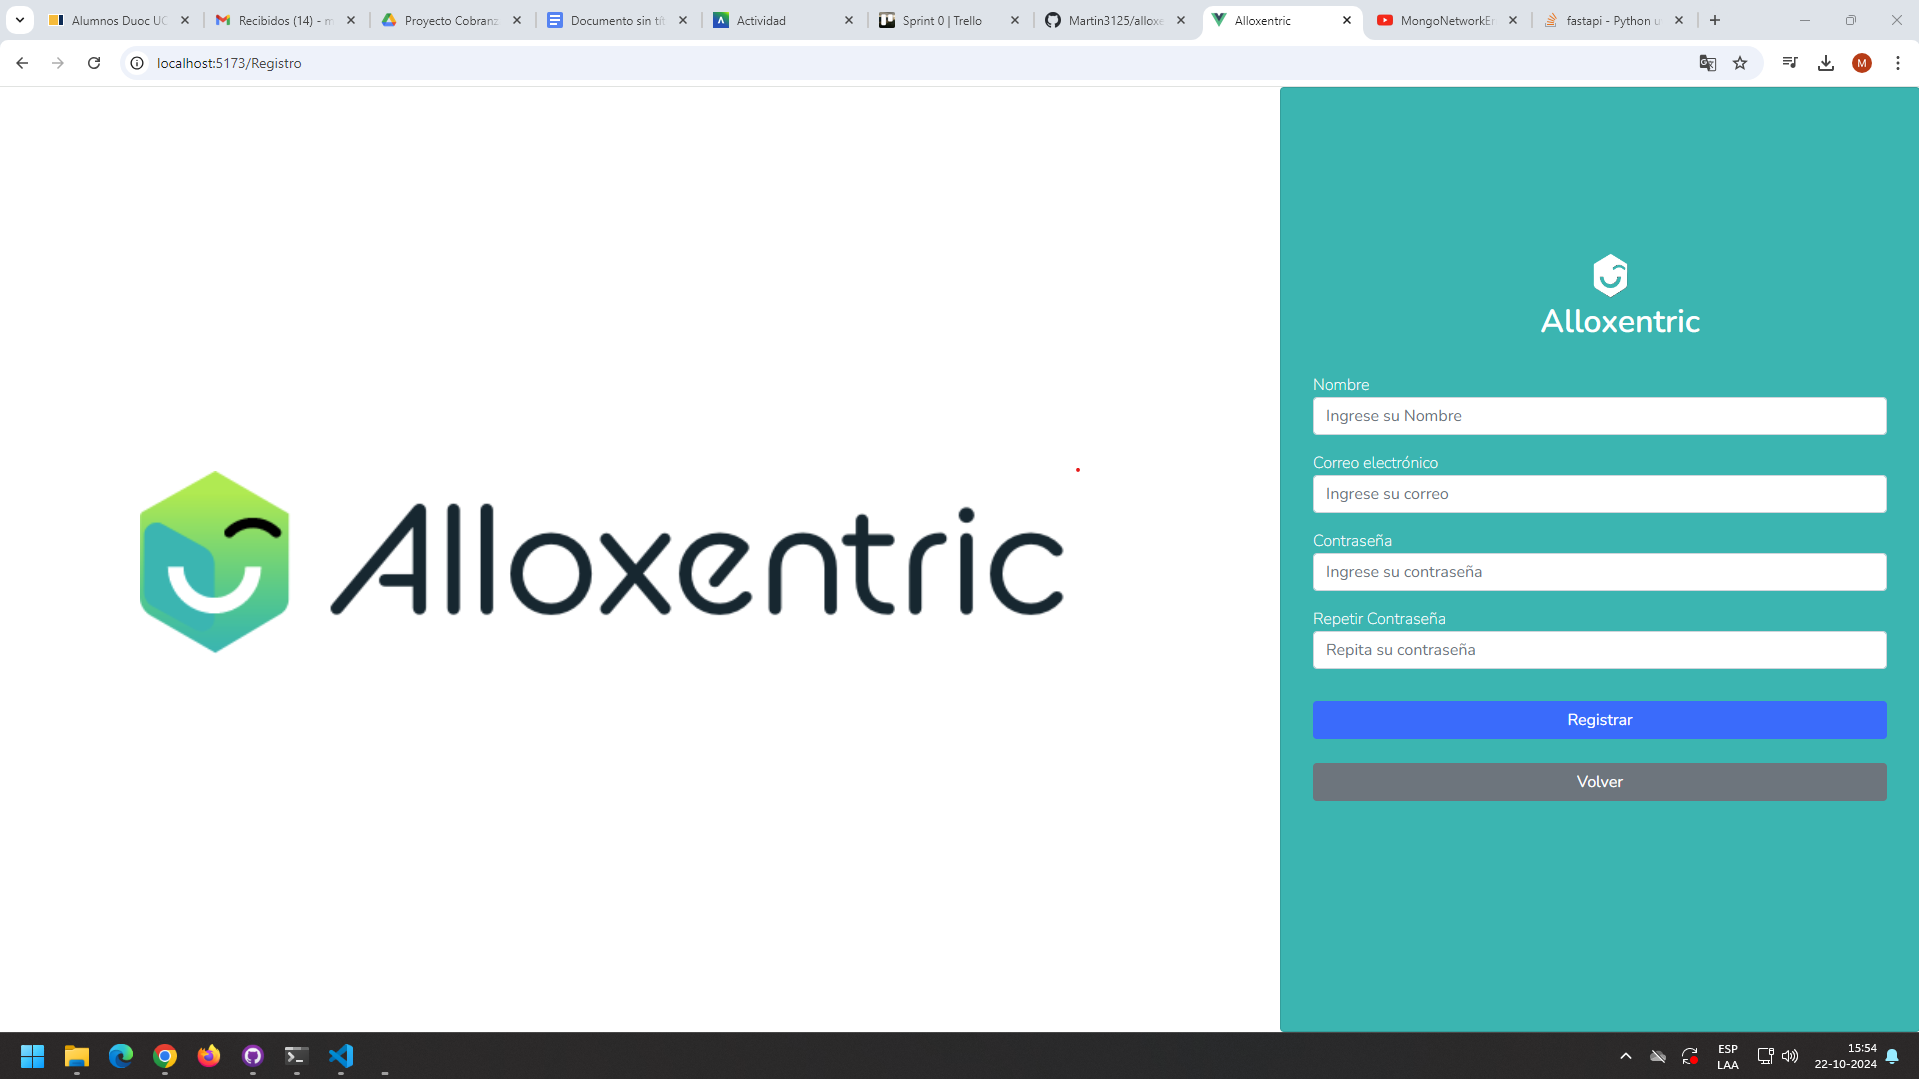 Alumnos Duoc UC
Recibidos (14) - m
Proyecto Cobranz
Documento sin tít
Actividad
Sprint 0 | Trello
Martin3125/alloxe
Alloxentric
MongoNetworkEr
fastapi - Python u
localhost:5173/Registro
M
Alloxentric
Alloxentric
Nombre
Ingrese su Nombre
Correo electrónico
Ingrese su correo
Contraseña
Ingrese su contraseña
Repetir Contraseña
Repita su contraseña
Registrar
Volver
ESP
LAA
15:54
22-10-2024